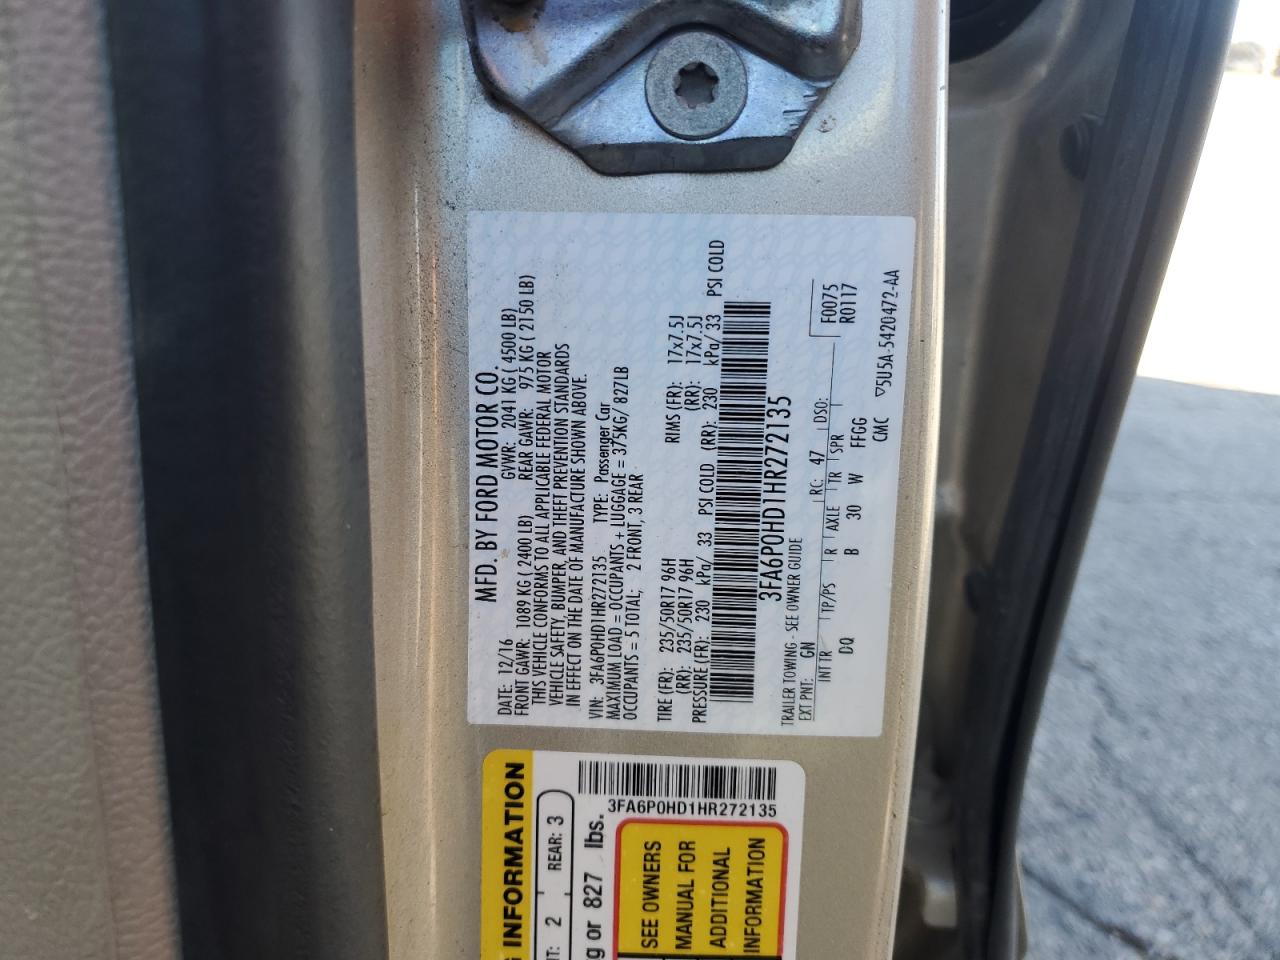 MFD. BY FORD MOTOR CO.
DATE: 12/16 GVWR: 2041 KG ( 4500 LB)
FRONT GAWR: 1089 KG ( 2400 LB) REAR GAWR: 975 KG ( 2150 LB)
THIS VEHICLE CONFORMS TO ALL APPLICABLE FEDERAL MOTOR
VEHICLE SAFETY, BUMPER, AND THEFT PREVENTION STANDARDS
IN EFFECT ON THE DATE OF MANUFACTURE SHOWN ABOVE
VIN: 3FA6P0HD1HR272135 TYPE: Passenger Car
MAXIMUM LOAD = OCCUPANTS + LUGGAGE = 375KG/ 827LB
OCCUPANTS = 5 TOTAL; 2 FRONT, 3 REAR
TIRE (FR): 235/50R17 96H RIMS (FR): 17x7.5J
(RR): 235/50R17 96H (RR): 17x7.5J
PRESSURE (FR): 230 kPa/ 33 PSI COLD (RR): 230 kPa/ 33 PSI COLD
3FA6P0HD1HR272135
TRAILER TOWING - SEE OWNER GUIDE
F0075
EXT PNT: GN RC: 47 DSO: R0117
INT TR TP/PS R AXLE TR SPR
DQ B 30 W FFGG
CMC ▽5U5A-5420472-AA
INFORMATION
3FA6P0HD1HR272135
2 REAR: 3
or 827 lbs.
SEE OWNERS
MANUAL FOR
ADDITIONAL
INFORMATION